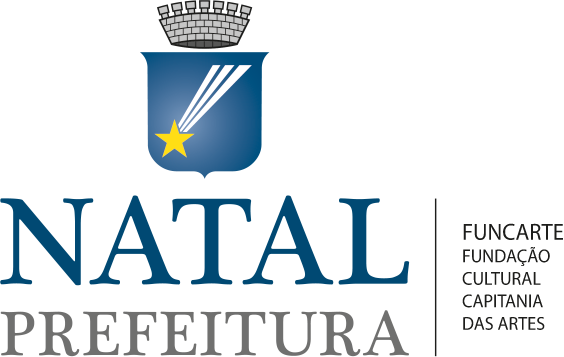 NATAL
PREFEITURA
FUNCARTE
FUNDAÇÃO
CULTURAL
CAPITANIA
DAS ARTES